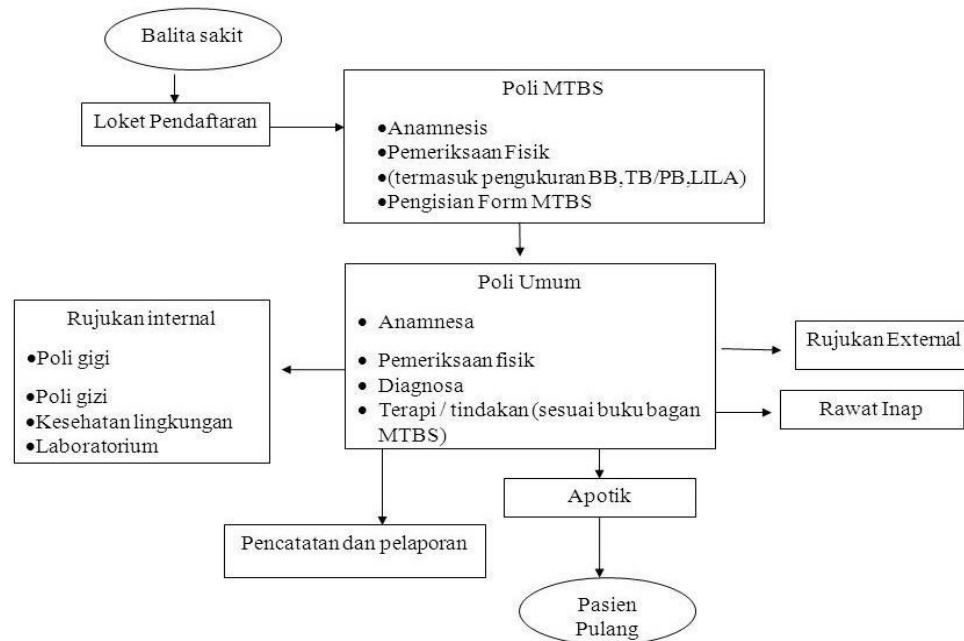 Balita sakit
Loket Pendaftaran
Poli MTBS
•Anamnesis
•Pemeriksaan Fisik
•(termasuk pengukuran BB,TB/PB,LILA)
•Pengisian Form MTBS
Poli Umum
• Anamnesa
• Pemeriksaan fisik
• Diagnosa
• Terapi / tindakan (sesuai buku bagan
MTBS)
Rujukan internal
•Poli gigi
•Poli gizi
•Kesehatan lingkungan
•Laboratorium
Rujukan External
Rawat Inap
Apotik
Pencatatan dan pelaporan
Pasien
Pulang